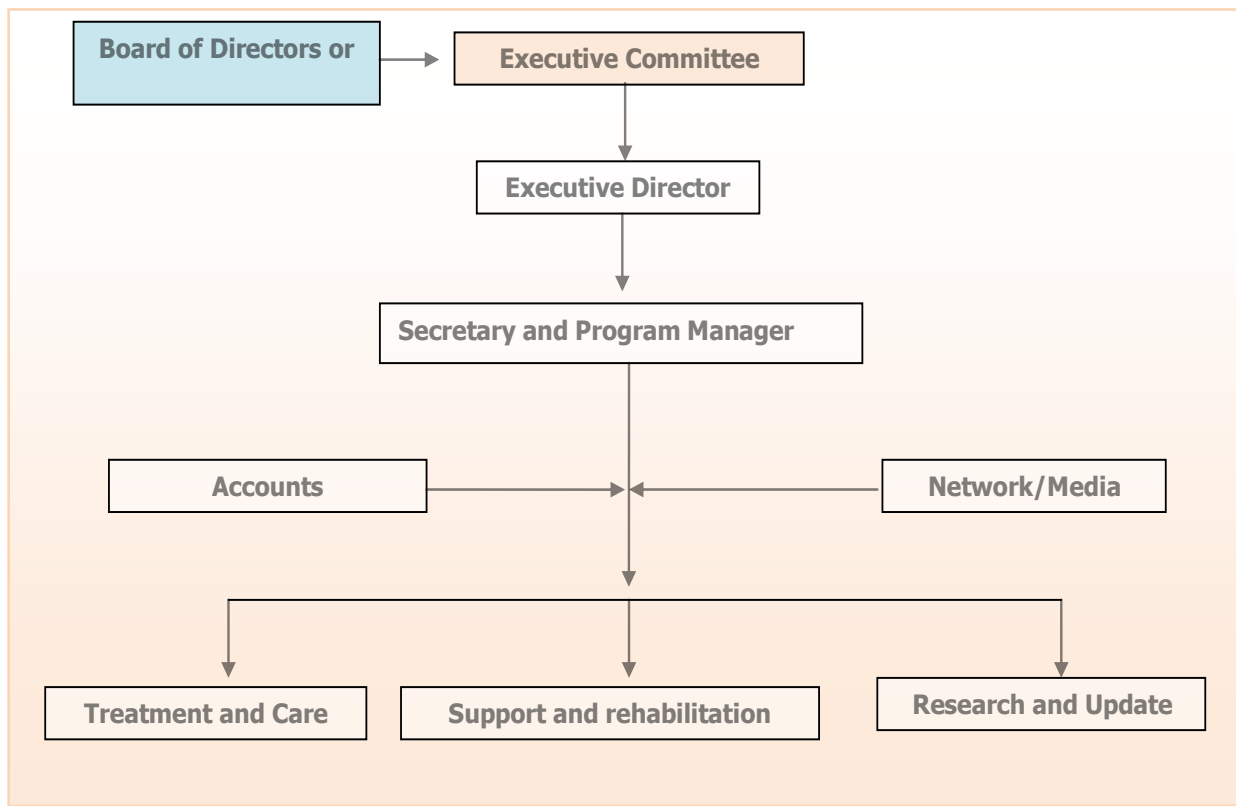 Board of Directors or
Executive Committee
Executive Director
Secretary and Program Manager
Accounts
Network/Media
Treatment and Care
Support and rehabilitation
Research and Update